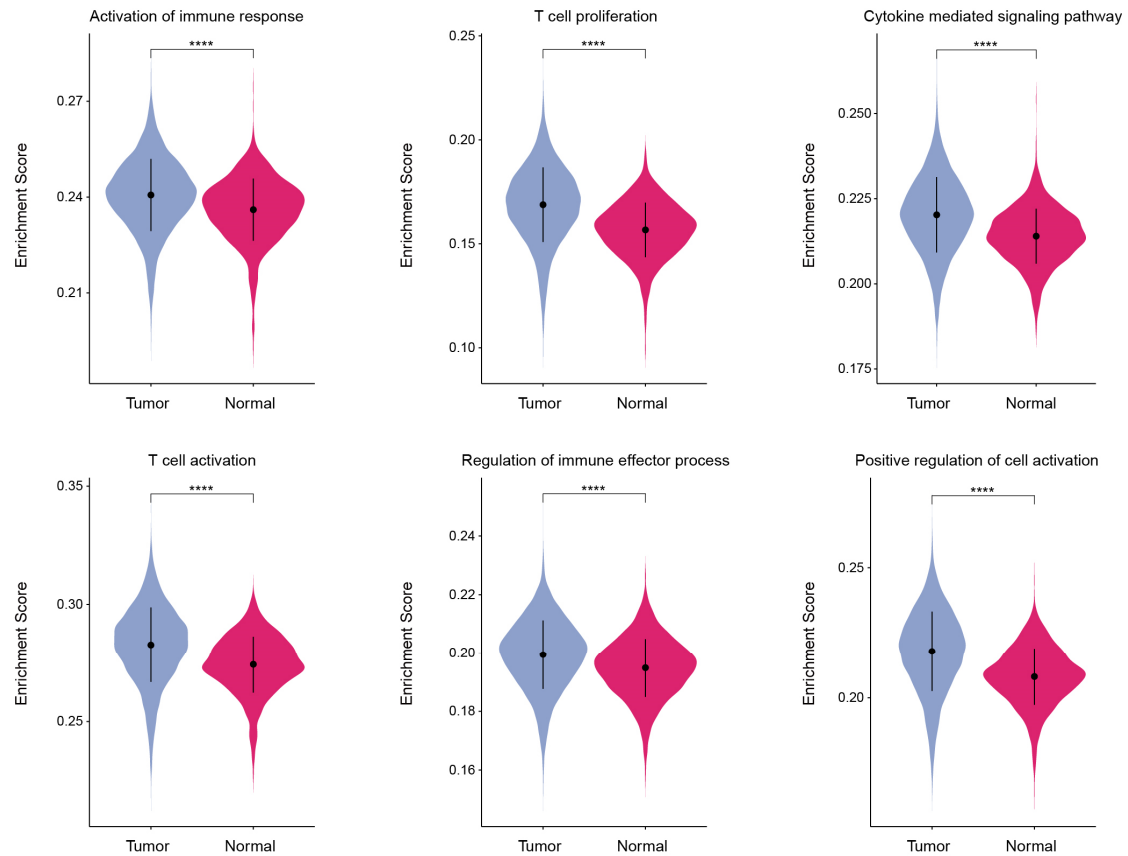 Activation of immune response
****
Enrichment Score
0.27
0.24
0.21
Tumor Normal
T cell proliferation
****
Enrichment Score
0.25
0.20
0.15
0.10
Tumor Normal
Cytokine mediated signaling pathway
****
Enrichment Score
0.250
0.225
0.200
0.175
Tumor Normal
T cell activation
****
Enrichment Score
0.35
0.30
0.25
Tumor Normal
Regulation of immune effector process
****
Enrichment Score
0.24
0.22
0.20
0.18
0.16
Tumor Normal
Positive regulation of cell activation
****
Enrichment Score
0.25
0.20
Tumor Normal